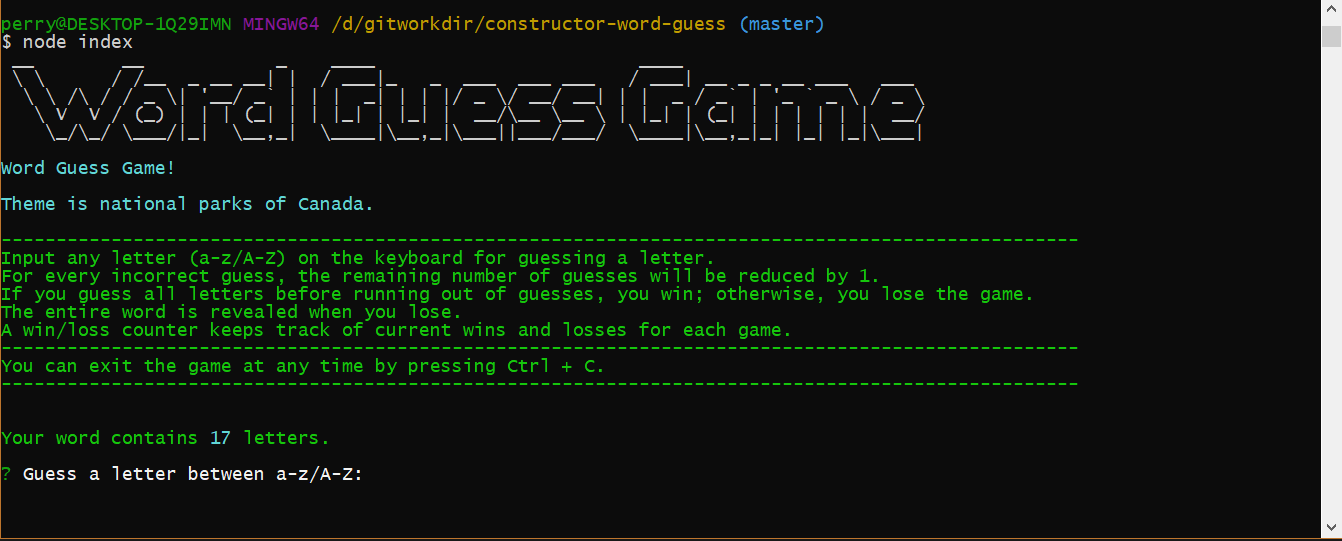 perry@DESKTOP-1Q29IMN MINGW64 /d/gitworkdir/constructor-word-guess (master)
$ node index
Word Guess Game
Word Guess Game!
Theme is national parks of Canada.
--------------------------------------------------------------------------------------------------
Input any letter (a-z/A-Z) on the keyboard for guessing a letter.
For every incorrect guess, the remaining number of guesses will be reduced by 1.
If you guess all letters before running out of guesses, you win; otherwise, you lose the game.
The entire word is revealed when you lose.
A win/loss counter keeps track of current wins and losses for each game.
--------------------------------------------------------------------------------------------------
You can exit the game at any time by pressing Ctrl + C.
--------------------------------------------------------------------------------------------------
Your word contains 17 letters.
? Guess a letter between a-z/A-Z: